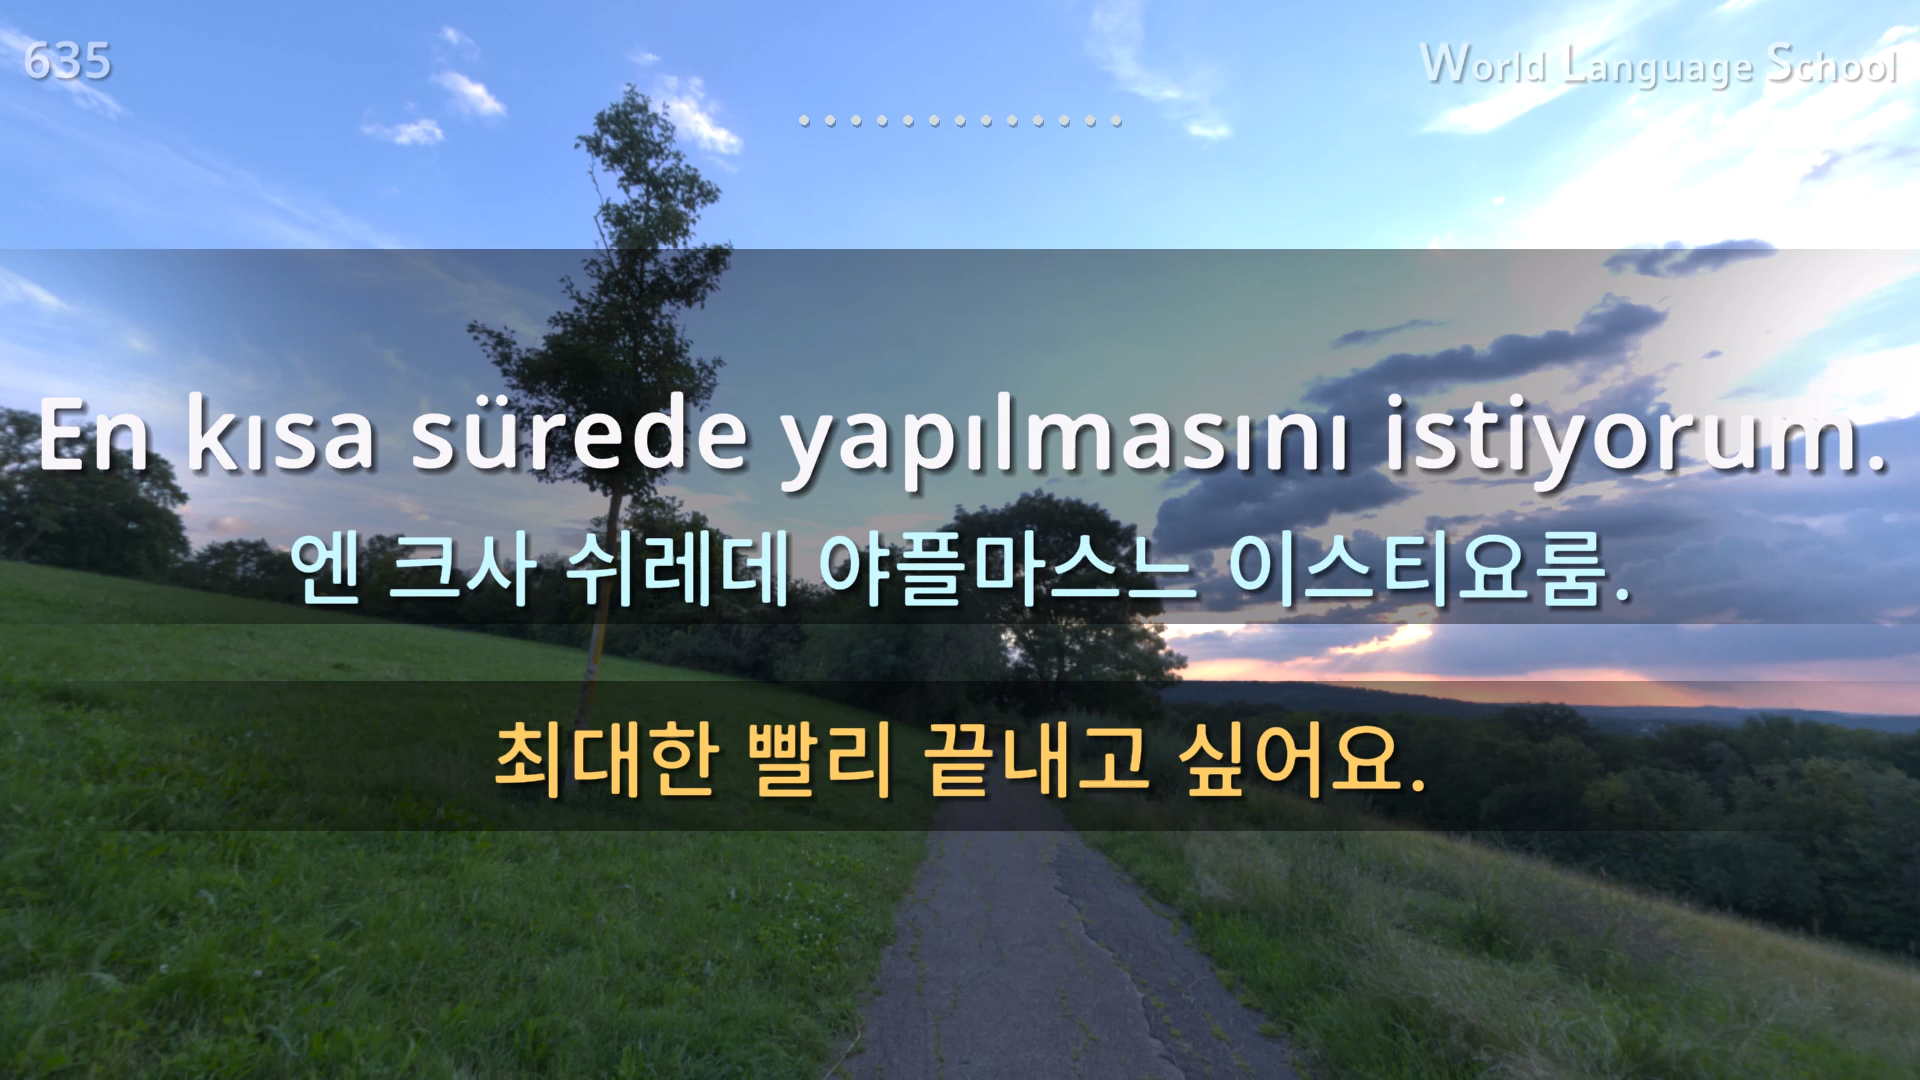 635
World Language School
.............
En kısa sürede yapılmasını istiyorum.
엔 크사 쉬레데 야플마스느 이스티요룸.
최대한 빨리 끝내고 싶어요.